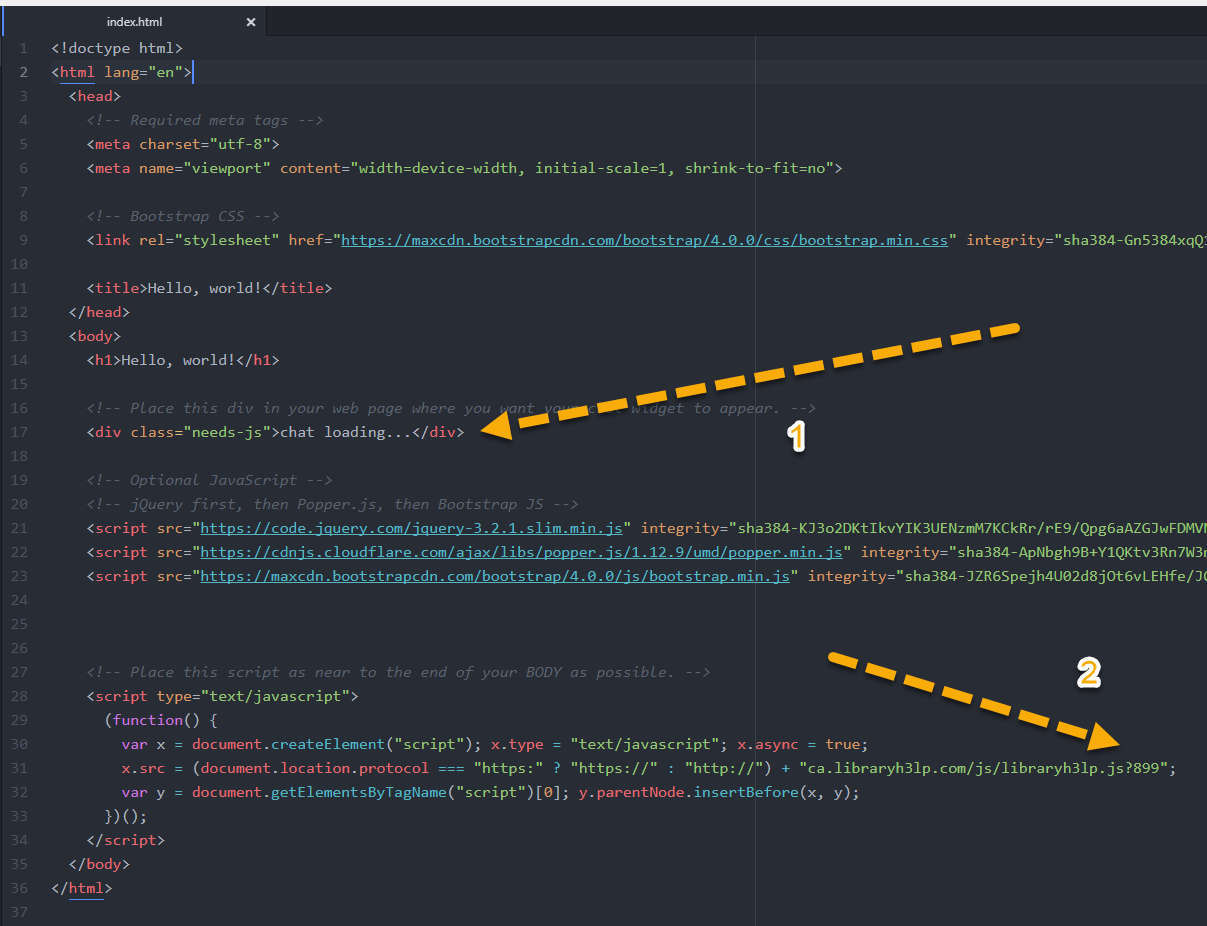 index.html ×
1 <!doctype html>
2 <html lang="en">
3 <head>
4 <!-- Required meta tags -->
5 <meta charset="utf-8">
6 <meta name="viewport" content="width=device-width, initial-scale=1, shrink-to-fit=no">
7
8 <!-- Bootstrap CSS -->
9 <link rel="stylesheet" href="https://maxcdn.bootstrapcdn.com/bootstrap/4.0.0/css/bootstrap.min.css" integrity="sha384-Gn5384xqQ1
10
11 <title>Hello, world!</title>
12 </head>
13 <body>
14 <h1>Hello, world!</h1>
15
16 <!-- Place this div in your web page where you want your widget to appear. -->
17 <div class="needs-js">chat loading...</div>
1
18
19 <!-- Optional JavaScript -->
20 <!-- jQuery first, then Popper.js, then Bootstrap JS -->
21 <script src="https://code.jquery.com/jquery-3.2.1.slim.min.js" integrity="sha384-KJ3o2DKtIkvYIK3UENzmM7KCkRr/rE9/Qpg6aAZGJwFDMV
22 <script src="https://cdnjs.cloudflare.com/ajax/libs/popper.js/1.12.9/umd/popper.min.js" integrity="sha384-ApNbgh9B+Y1QKtv3Rn7W3
23 <script src="https://maxcdn.bootstrapcdn.com/bootstrap/4.0.0/js/bootstrap.min.js" integrity="sha384-JZR6Spejh4U02d8jOt6vLEHfe/J
24
25
26
27 <!-- Place this script as near to the end of your BODY as possible. -->
2
28 <script type="text/javascript">
29 (function() {
30 var x = document.createElement("script"); x.type = "text/javascript"; x.async = true;
31 x.src = (document.location.protocol === "https:" ? "https://" : "http://") + "ca.libraryh3lp.com/js/libraryh3lp.js?899";
32 var y = document.getElementsByTagName("script")[0]; y.parentNode.insertBefore(x, y);
33 })();
34 </script>
35 </body>
36 </html>
37